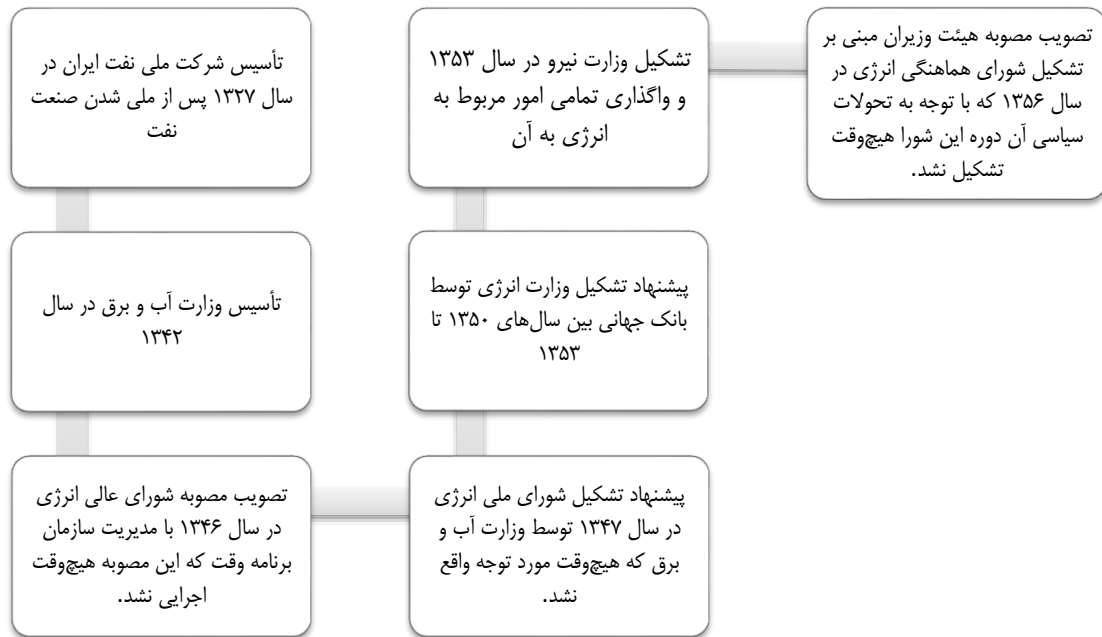 تأسیس شرکت ملی نفت ایران در
سال ۱۳۲۷ پس از ملی شدن صنعت
نفت
تأسیس وزارت آب و برق در سال
۱۳۴۲
تصویب مصوبه شورای عالی انرژی
در سال ۱۳۴۶ با مدیریت سازمان
برنامه وقت که این مصوبه هیچ‌وقت
اجرایی نشد.
پیشنهاد تشکیل شورای ملی انرژی
در سال ۱۳۴۷ توسط وزارت آب و
برق که هیچ‌وقت مورد توجه واقع
نشد.
پیشنهاد تشکیل وزارت انرژی توسط
بانک جهانی بین سال‌های ۱۳۵۰ تا
۱۳۵۳
تشکیل وزارت نیرو در سال ۱۳۵۳
و واگذاری تمامی امور مربوط به
انرژی به آن
تصویب مصوبه هیئت وزیران مبنی بر
تشکیل شورای هماهنگی انرژی در
سال ۱۳۵۶ که با توجه به تحولات
سیاسی آن دوره این شورا هیچ‌وقت
تشکیل نشد.